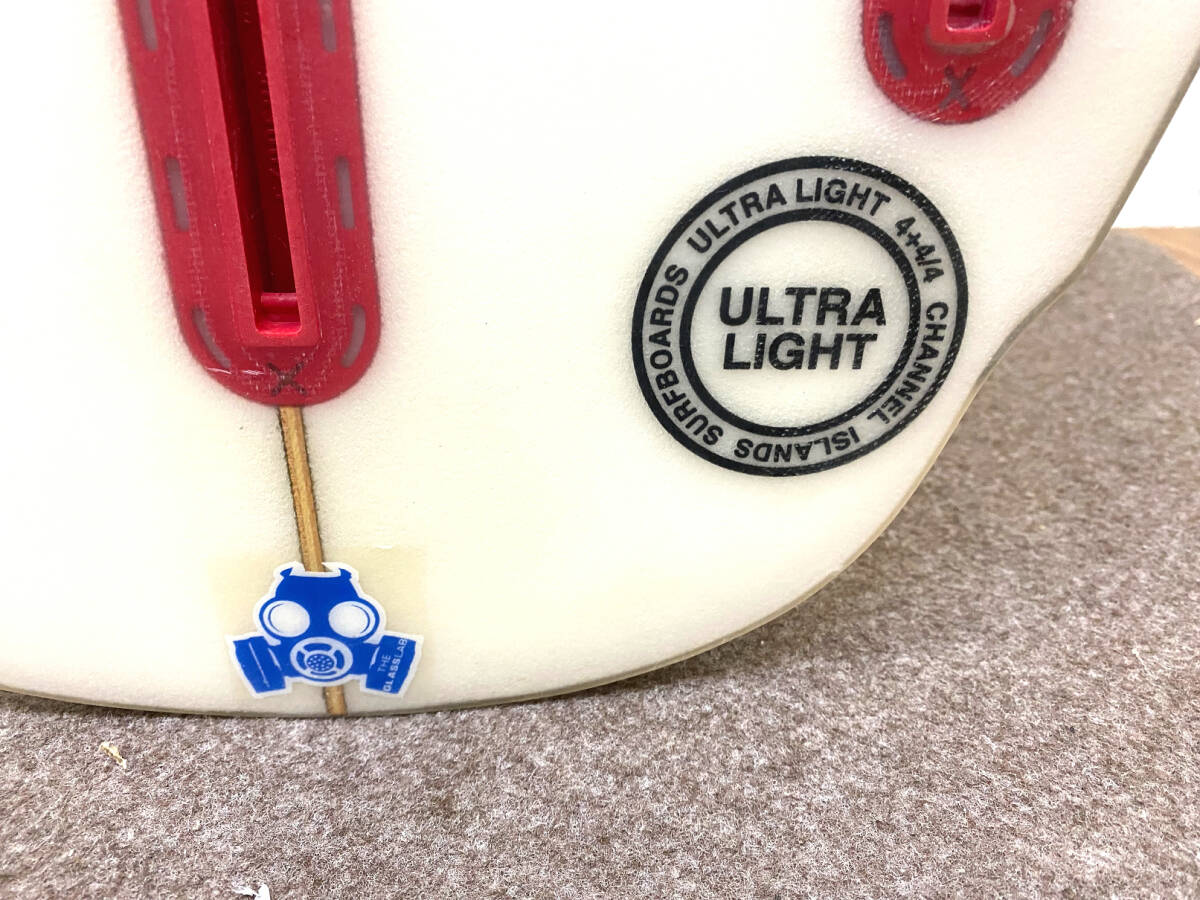 ULTRA LIGHT 4+4/4 CHANNEL ISLANDS SURFBOARDS
ULTRA
LIGHT
THE
GLASSLAB
X
X